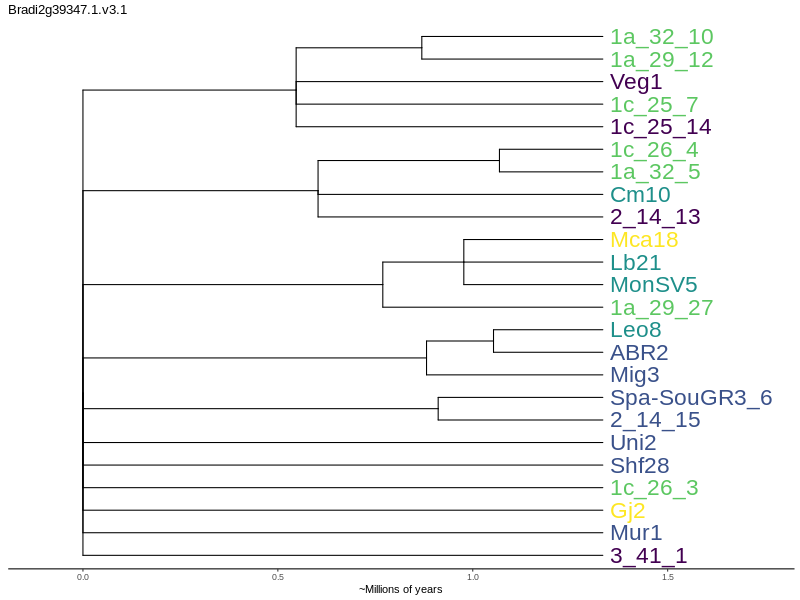 Bradi2g39347.1.v3.1
1a_32_10
1a_29_12
Veg1
1c_25_7
1c_25_14
1c_26_4
1a_32_5
Cm10
2_14_13
Mca18
Lb21
MonSV5
1a_29_27
Leo8
ABR2
Mig3
Spa-SouGR3_6
2_14_15
Uni2
Shf28
1c_26_3
Gj2
Mur1
3_41_1
0.0 0.5 1.0 1.5
~Millions of years